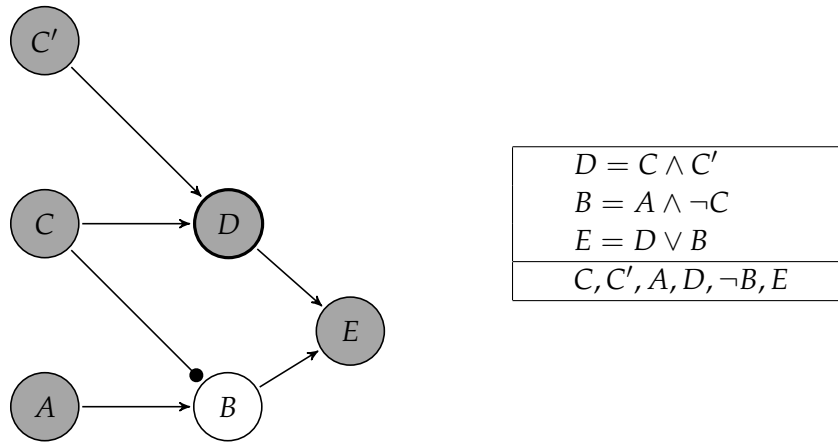 C′
C
D
E
A
B
D = C ∧ C′
B = A ∧ ¬C
E = D ∨ B
C, C′, A, D, ¬B, E